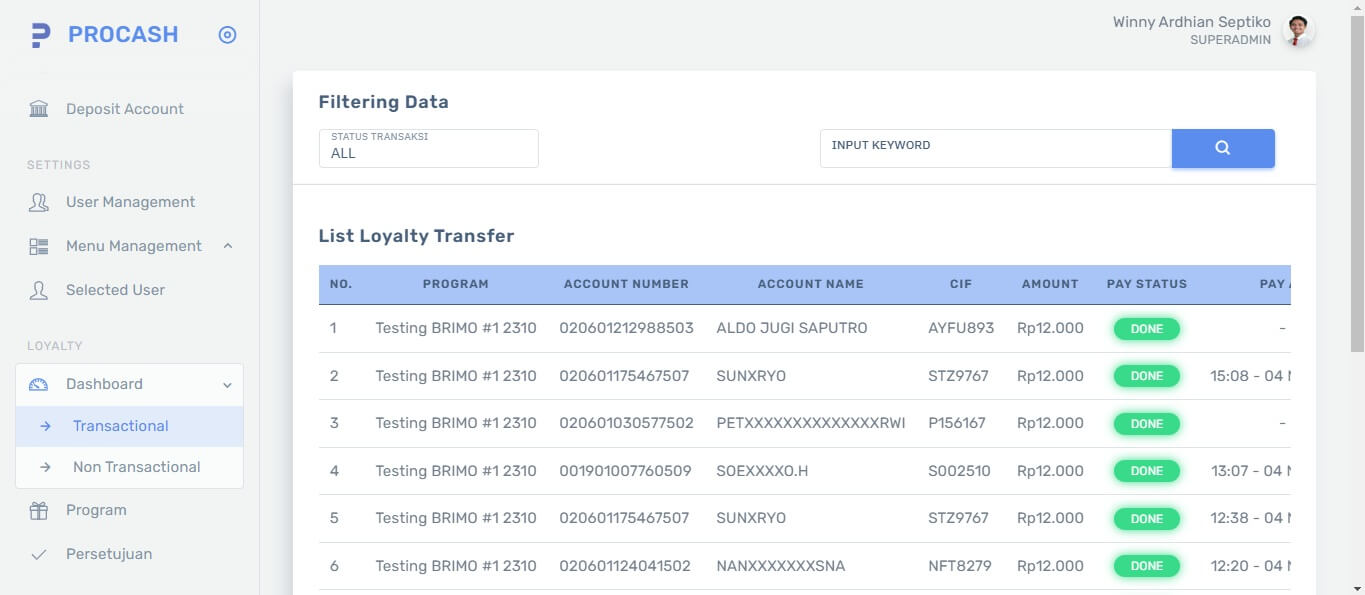 PROCASH
Winny Ardhian Septiko
SUPERADMIN
Deposit Account
SETTINGS
User Management
Menu Management
Selected User
LOYALTY
Dashboard
Transactional
Non Transactional
Program
Persetujuan
Filtering Data
STATUS TRANSAKSI
ALL
INPUT KEYWORD
List Loyalty Transfer
NO. PROGRAM ACCOUNT NUMBER ACCOUNT NAME CIF AMOUNT PAY STATUS PAY
1 Testing BRIMO #1 2310 020601212988503 ALDO JUGI SAPUTRO AYFU893 Rp12.000 DONE -
2 Testing BRIMO #1 2310 020601175467507 SUNXRYO STZ9767 Rp12.000 DONE 15:08 - 04
3 Testing BRIMO #1 2310 020601030577502 PETXXXXXXXXXXXXXXRWI P156167 Rp12.000 DONE -
4 Testing BRIMO #1 2310 001901007760509 SOEXXXXO.H S002510 Rp12.000 DONE 13:07 - 04
5 Testing BRIMO #1 2310 020601175467507 SUNXRYO STZ9767 Rp12.000 DONE 12:38 - 04
6 Testing BRIMO #1 2310 020601124041502 NANXXXXXXXSNA NFT8279 Rp12.000 DONE 12:20 - 04